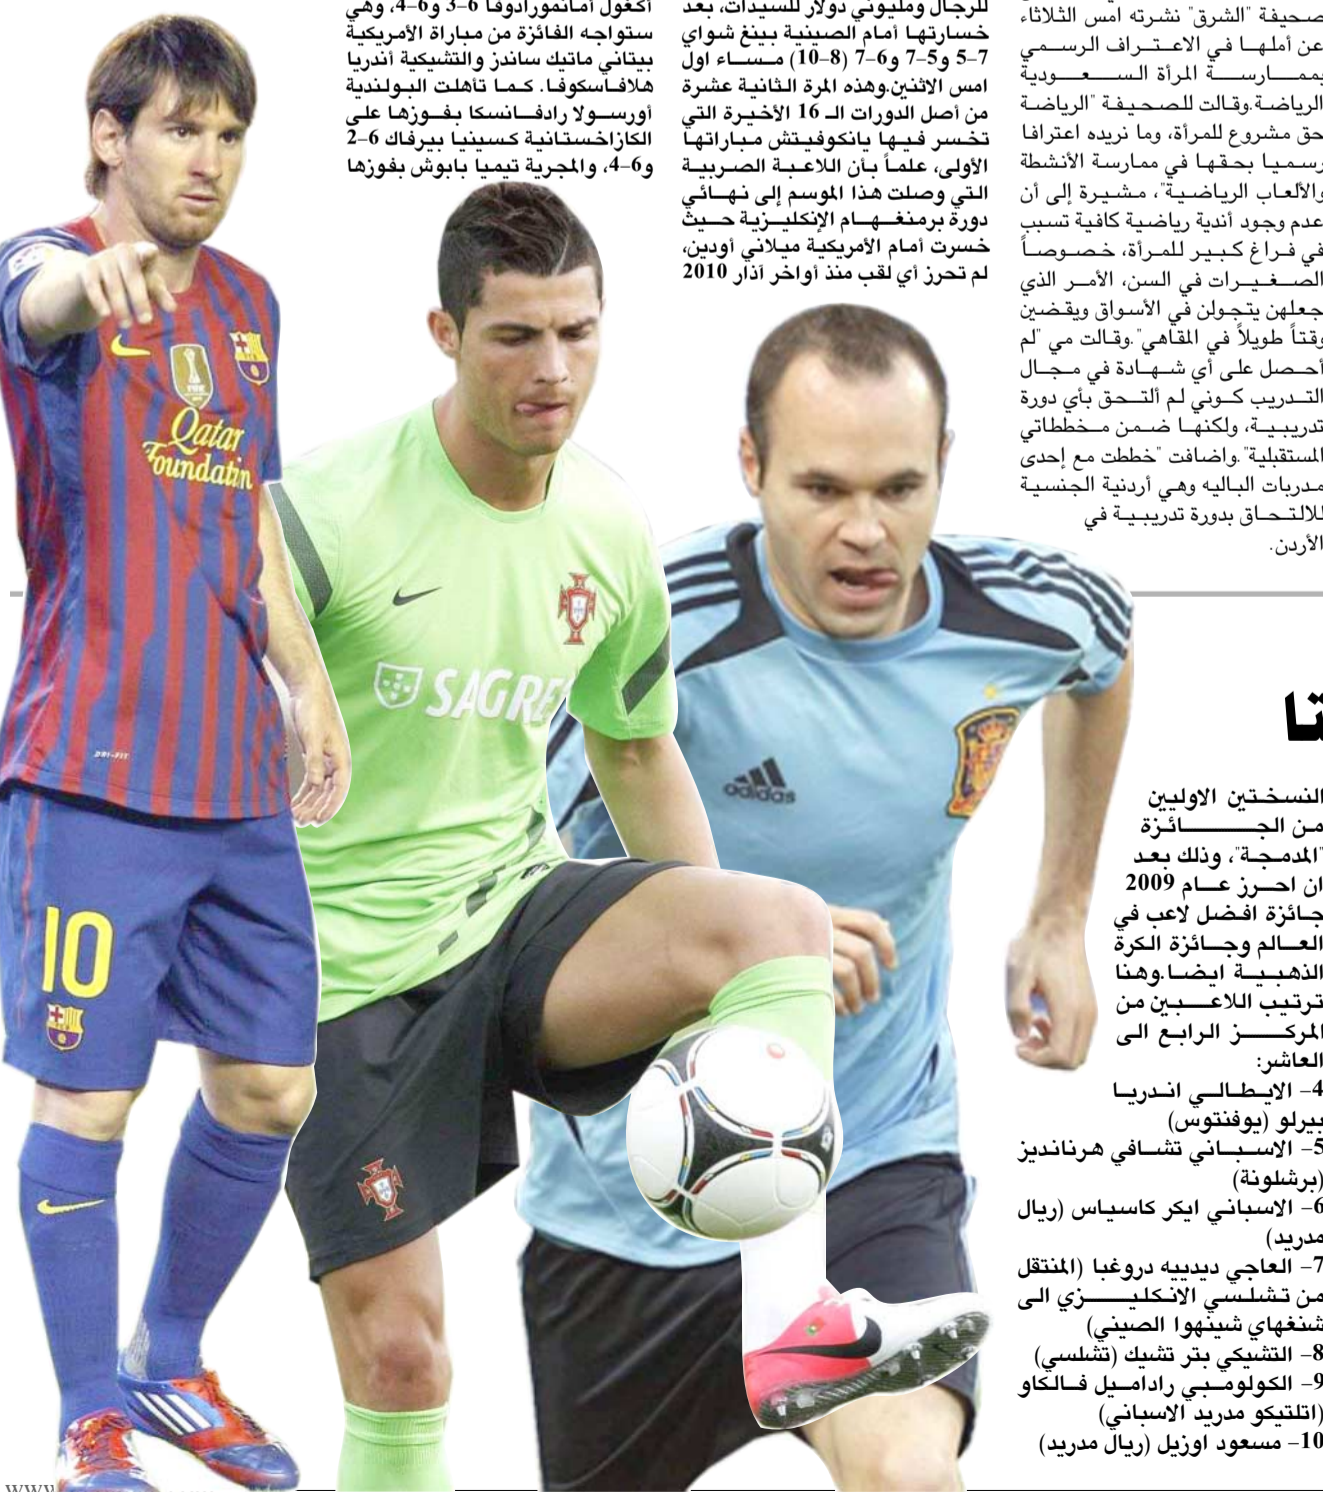 صحيفة "الشرق" نشرته امس الثلاثاء
عن أملها في الاعتراف الرسمي
بممارسة المرأة السعودية
الرياضة.وقالت للصحيفة "الرياضة
حق مشروع للمرأة، وما نريده اعترافا
رسميا بحقها في ممارسة الأنشطة
والألعاب الرياضية"، مشيرة إلى أن
عدم وجود أندية رياضية كافية تسبب
في فراغ كبير للمرأة، خصوصاً
الصغيرات في السن، الأمر الذي
جعلهن يتجولن في الأسواق ويقضين
وقتاً طويلاً في المقاهي".وقالت مي "لم
أحصل على أي شهادة في مجال
التدريب كوني لم ألتحق بأي دورة
تدريبية، ولكنها ضمن مخططاتي
المستقبلية".واضافت "خططت مع إحدى
مدربات الباليه وهي أردنية الجنسية
للالتحاق بدورة تدريبية في
الأردن.
للرجال ومليوني دولار للسيدات، بعد
خسارتها أمام الصينية بينغ شواي
5-7 و7-5 و7-6 (8-10) مساء اول
امس الاثنين.وهذه المرة الثانية عشرة
من أصل الدورات الـ 16 الأخيرة التي
تخسر فيها يانكوفيتش مباراتها
الأولى، علماً بأن اللاعبة الصربية
التي وصلت هذا الموسم إلى نهائي
دورة برمنغهام الإنكليزية حيث
خسرت أمام الأمريكية ميلاني أودين،
لم تحرز أي لقب منذ أواخر آذار 2010
أكغول أمانمورادوفا 6-3 و6-4، وهي
ستواجه الفائزة من مباراة الأمريكية
بيتاني ماتيك ساندز والتشيكية أندريا
هلافاسكوفا. كما تأهلت البولندية
أورسولا رادفانسكا بفوزها على
الكازاخستانية كسينيا بيرفاك 6-2
و6-4، والمجرية تيميا بابوش بفوزها
تا
النسختين الاوليين
من الجائزة
"المدمجة"، وذلك بعد
ان احرز عام 2009
جائزة افضل لاعب في
العالم وجائزة الكرة
الذهبية ايضا.وهنا
ترتيب اللاعبين من
المركز الرابع الى
العاشر:
4- الايطالي اندريا
بيرلو (يوفنتوس)
5- الاسباني تشافي هرنانديز
(برشلونة)
6- الاسباني ايكر كاسياس (ريال
مدريد)
7- العاجي ديدييه دروغبا (المنتقل
من تشلسي الانكليزي الى
شنغهاي شينهوا الصيني)
8- التشيكي بتر تشيك (تشلسي)
9- الكولومبي راداميل فالكاو
(اتلتيكو مدريد الاسباني)
10- مسعود اوزيل (ريال مدريد)
Qatar
Foundatin
DRI-FIT
10
SAGRE
adidas
www